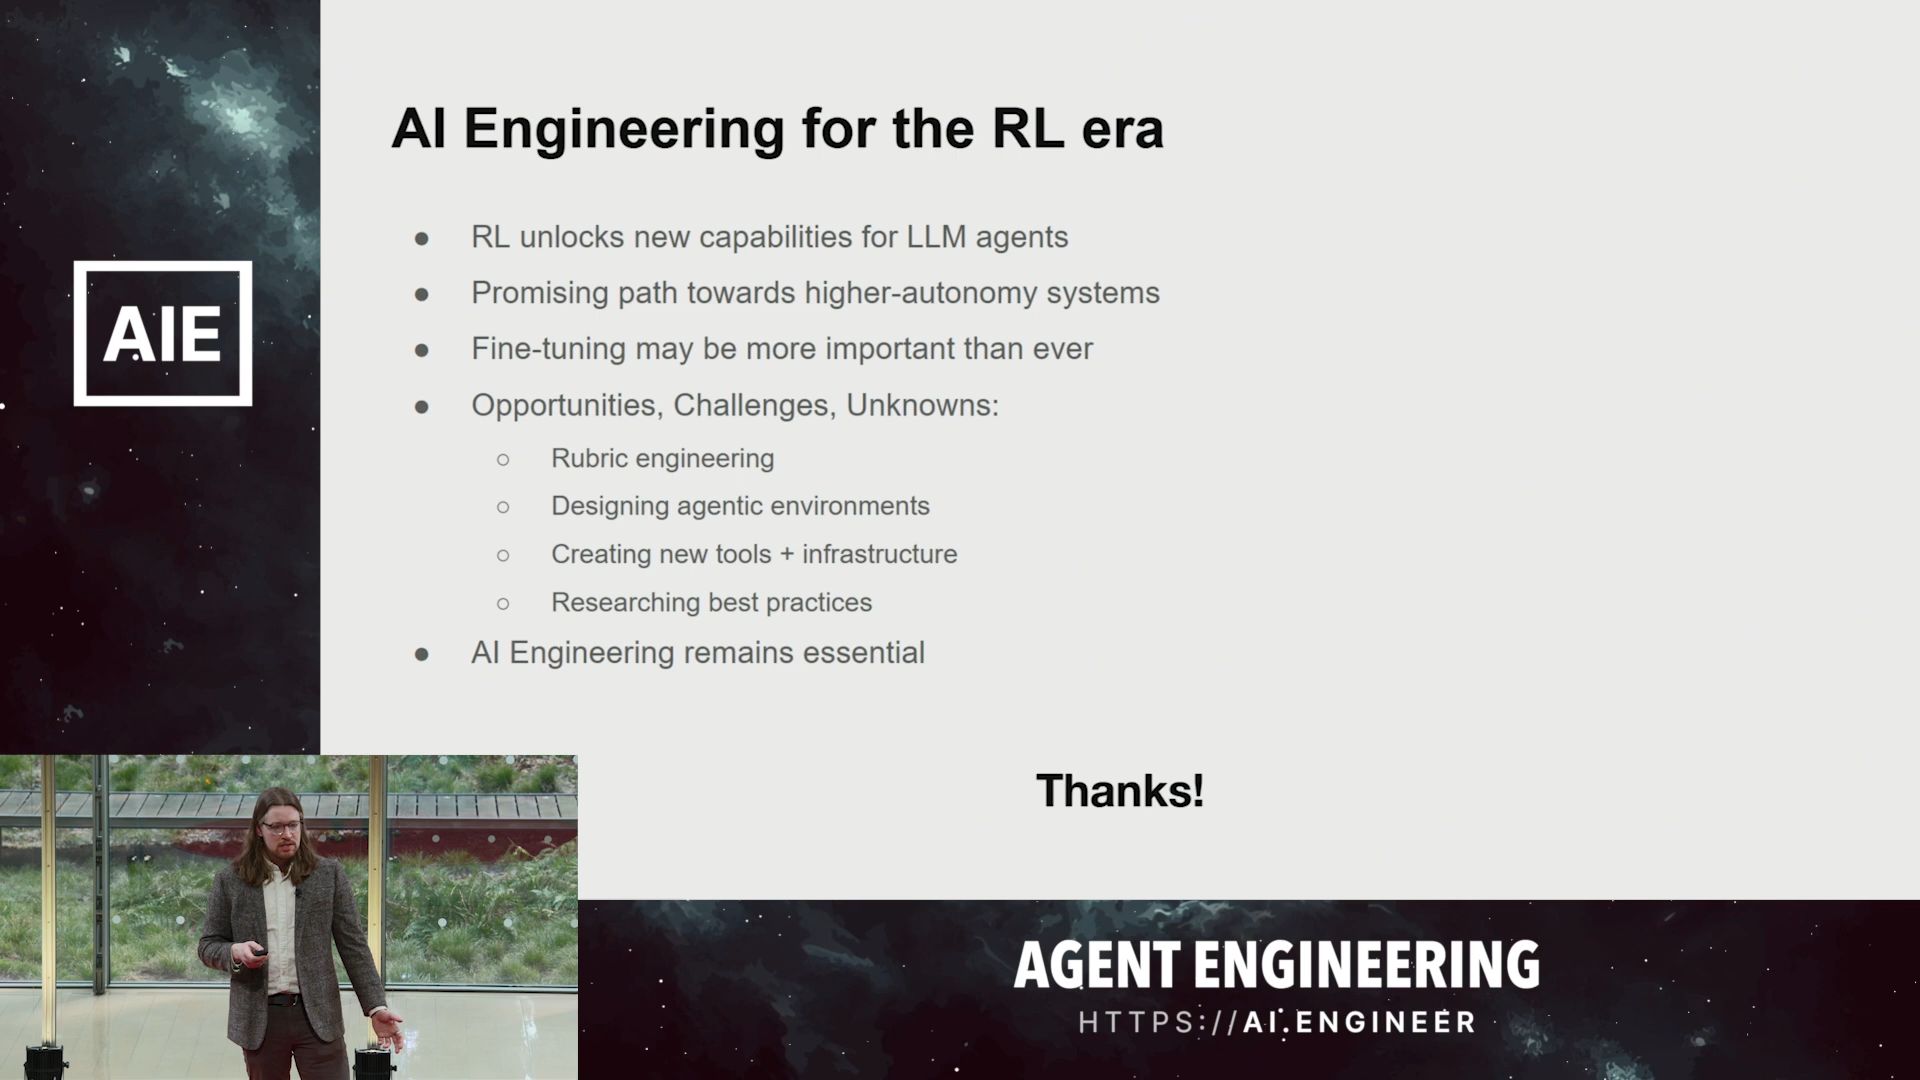 AIE
AI Engineering for the RL era
● RL unlocks new capabilities for LLM agents
● Promising path towards higher-autonomy systems
● Fine-tuning may be more important than ever
● Opportunities, Challenges, Unknowns:
○ Rubric engineering
○ Designing agentic environments
○ Creating new tools + infrastructure
○ Researching best practices
● AI Engineering remains essential
Thanks!
AGENT ENGINEERING
HTTPS://AI.ENGINEER